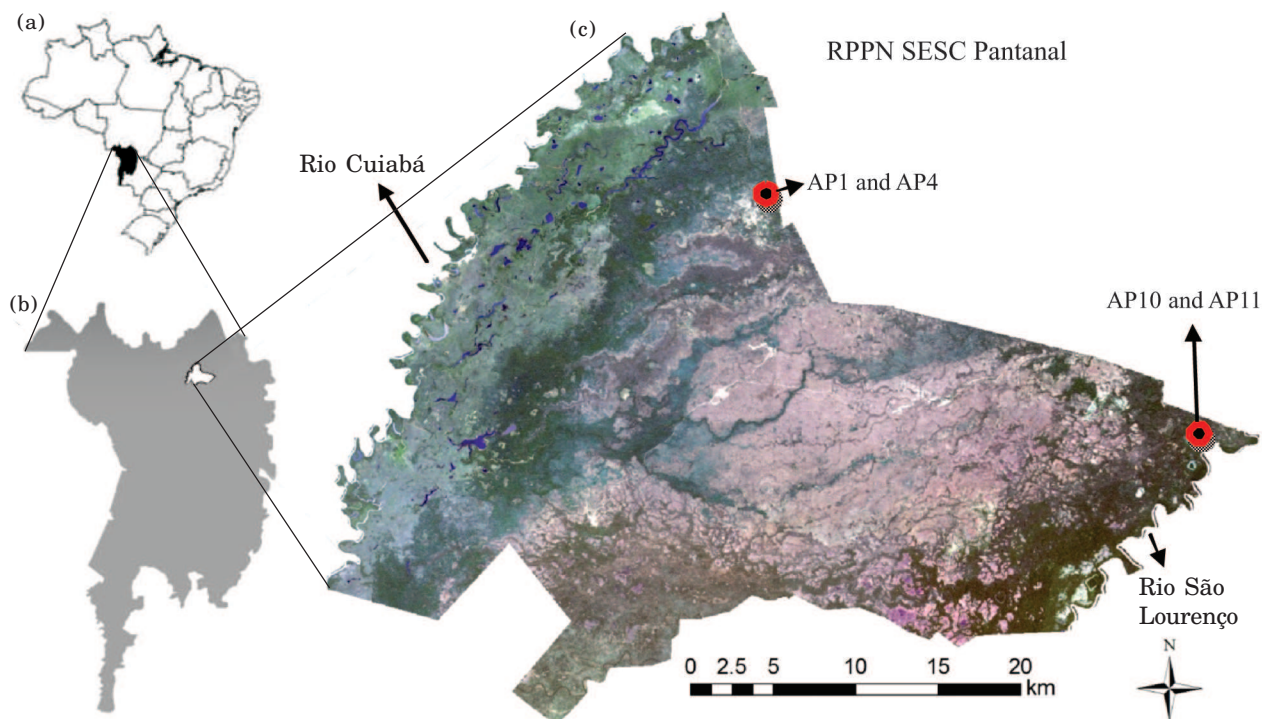 (a)
(c)
RPPN SESC Pantanal
Rio Cuiabá
AP1 and AP4
(b)
AP10 and AP11
Rio São
Lourenço
N
0 2.5 5 10 15 20
km